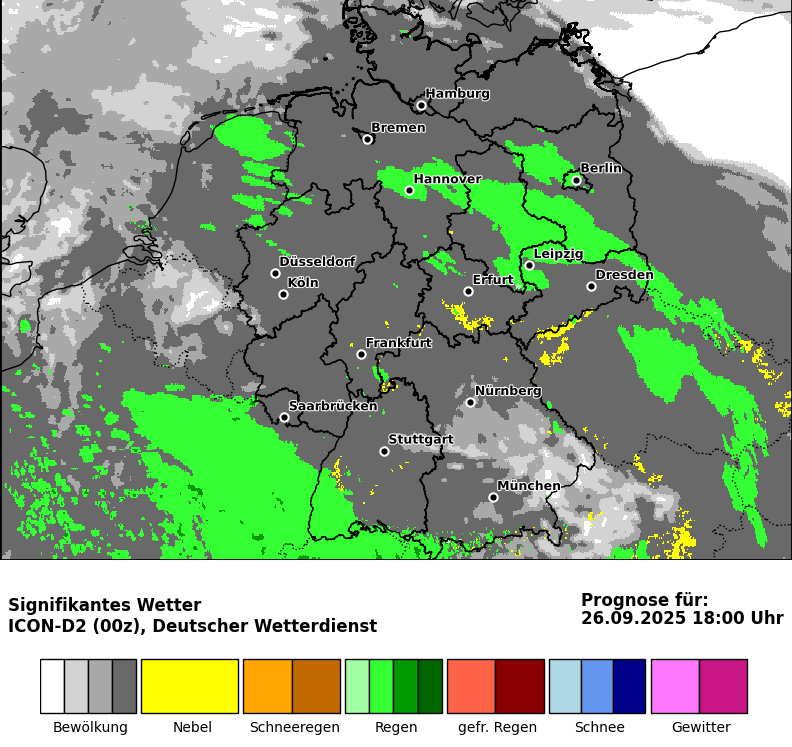 Hamburg
Bremen
Berlin
Hannover
Leipzig
Düsseldorf
Dresden
Erfurt
Köln
Frankfurt
Nürnberg
Saarbrücken
Stuttgart
München
Signifikantes Wetter
ICON-D2 (00z), Deutscher Wetterdienst
Prognose für:
26.09.2025 18:00 Uhr
Bewölkung
Nebel
Schneeregen
Regen
gefr. Regen
Schnee
Gewitter